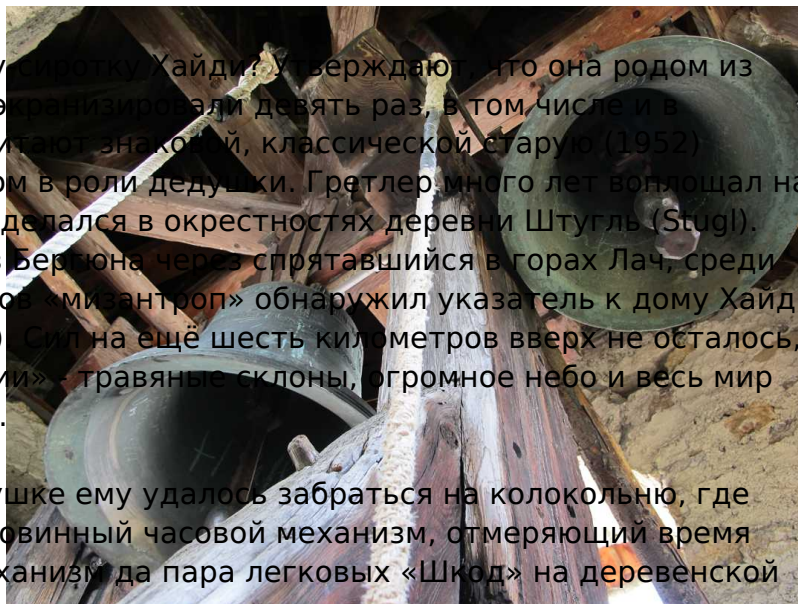 у сиротку Хайди? Утверждают, что она родом из
экранизировали девять раз, в том числе и в
итают знаковой, классической старую (1952)
ом в роли дедушки. Гретлер много лет воплощал на
делался в окрестностях деревни Штугль (Stugl).
Бергюна через спрятавшийся в горах Лач, среди
ов «мизантроп» обнаружил указатель к дому Хайд
). Сил на ещё шесть километров вверх не осталось,
ии» – травяные склоны, огромное небо и весь мир
.
ушке ему удалось забраться на колокольню, где
овинный часовой механизм, отмеряющий время
ханизм да пара легковых «Шкод» на деревенской